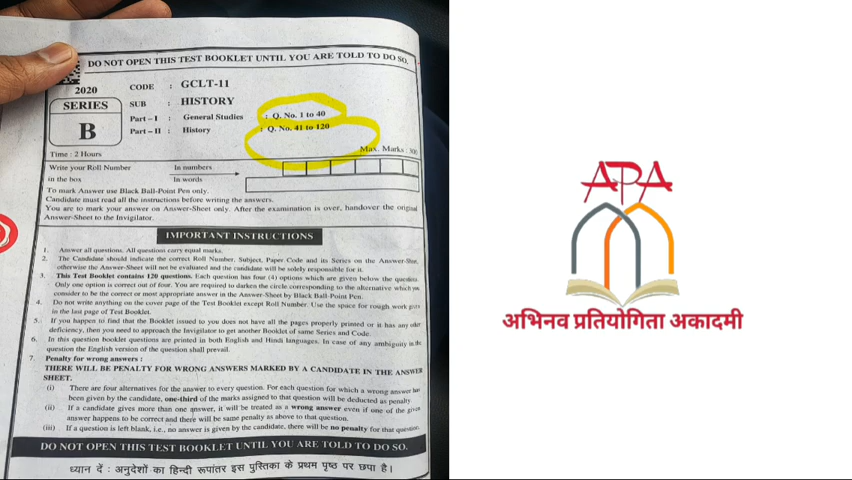 DO NOT OPEN THIS TEST BOOKLET UNTIL YOU ARE TOLD TO DO SO.
2020
SERIES
B
CODE : GCLT-11
SUB : HISTORY
Part–I : General Studies : Q. No. 1 to 40
Part–II : History : Q. No. 41 to 120
Time : 2 Hours
Max. Marks : 300
Write your Roll Number in the box
In numbers
In words
To mark Answer use Black Ball-Point Pen only.
Candidate must read all the instructions before writing the answers.
You are to mark your answer on Answer-Sheet only. After the examination is over, handover the original
Answer-Sheet to the Invigilator.
IMPORTANT INSTRUCTIONS
1. Answer all questions. All questions carry equal marks.
2. The Candidate should indicate the correct Roll Number, Subject, Paper Code and its Series on the Answer-Sheet,
otherwise the Answer-Sheet will not be evaluated and the candidate will be solely responsible for it.
3. This Test Booklet contains 120 questions. Each question has four (4) options which are given below the question.
Only one option is correct out of four. You are required to darken the circle corresponding to the alternative which you
consider to be the correct or most appropriate answer in the Answer-Sheet by Black Ball-Point Pen.
4. Do not write anything on the cover page of the Test Booklet except Roll Number. Use the space for rough work given
in the last page of Test Booklet.
5. If you happen to find that the Booklet issued to you does not have all the pages properly printed or it has any other
deficiency, then you need to approach the Invigilator to get another Booklet of same Series and Code.
6. In this question booklet questions are printed in both English and Hindi languages. In case of any ambiguity in the
question the English version of the question shall prevail.
7. Penalty for wrong answers :
THERE WILL BE PENALTY FOR WRONG ANSWERS MARKED BY A CANDIDATE IN THE ANSWER
SHEET.
(i) There are four alternatives for the answer to every question. For each question for which a wrong answer has
been given by the candidate, one-third of the marks assigned to that question will be deducted as penalty.
(ii) If a candidate gives more than one answer, it will be treated as a wrong answer even if one of the given
answer happens to be correct and there will be same penalty as above to that question.
(iii) If a question is left blank, i.e., no answer is given by the candidate, there will be no penalty for that question.
DO NOT OPEN THIS TEST BOOKLET UNTIL YOU ARE TOLD TO DO SO.
ध्यान दें : अनुदेशों का हिन्दी रूपांतर इस पुस्तिका के प्रथम पृष्ठ पर छपा है।
APA
अभिनव प्रतियोगिता अकादमी